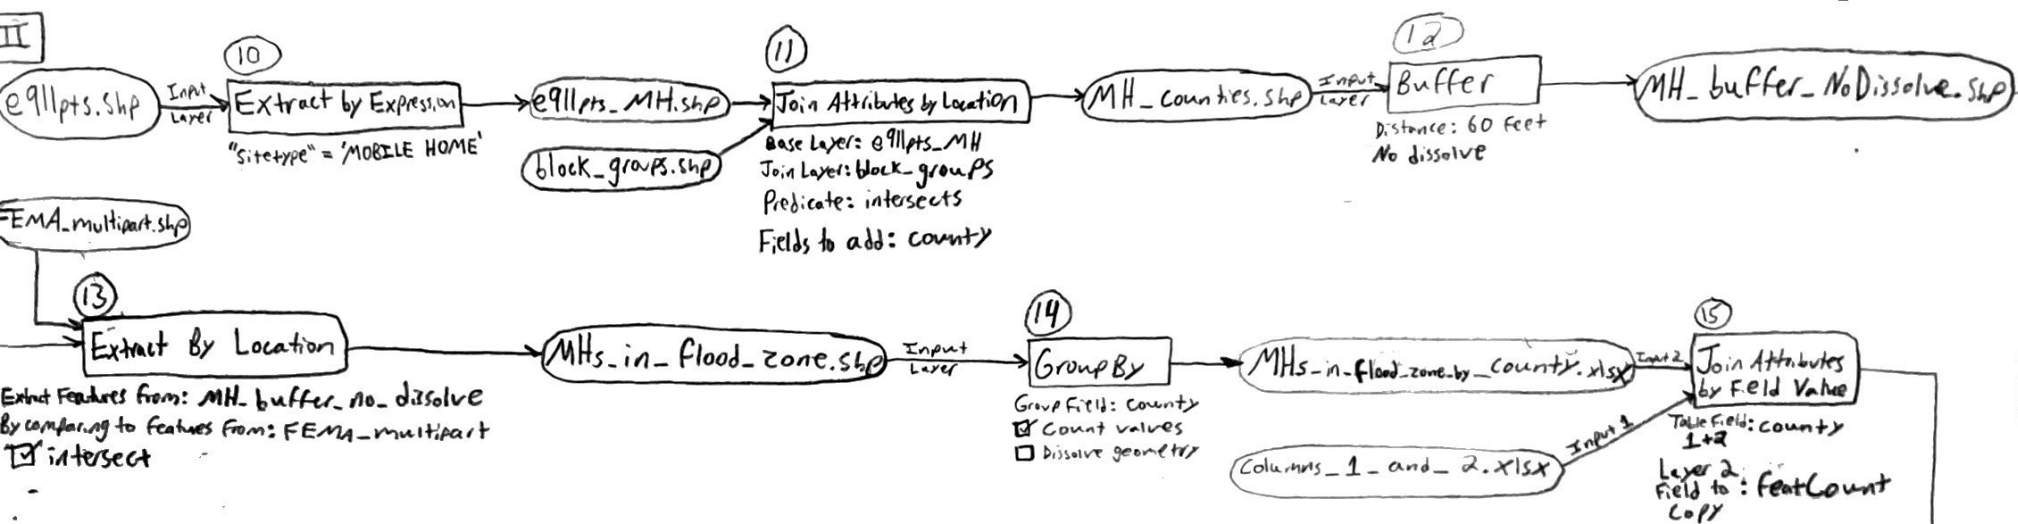 II
e911pts.shp
Input
Layer
10
Extract by Expression
"Sitetype" = 'MOBILE HOME'
e911pts_MH.shp
block_groups.shp
11
Join Attributes by Location
Base Layer: e911pts_MH
Join Layer: block_groups
Predicate: intersects
Fields to add: county
MH_counties.shp
Input
Layer
12
Buffer
Distance: 60 feet
No dissolve
MH_buffer_NoDissolve.shp
FEMA_multipart.shp
13
Extract By Location
Extract Features from: MH_buffer_no_dissolve
By comparing to features from: FEMA_multipart
intersect
MHs_in_flood_zone.shp
Input
Layer
14
GroupBy
Group Field: county
Count values
Dissolve geometry
MHs_in_flood_zone_by_county.xlsx
Input 2
Columns_1_and_2.xlsx
Input 1
15
Join Attributes
by Field Value
Table Field: county
1+2
Layer 2
Field to : featCount
Copy